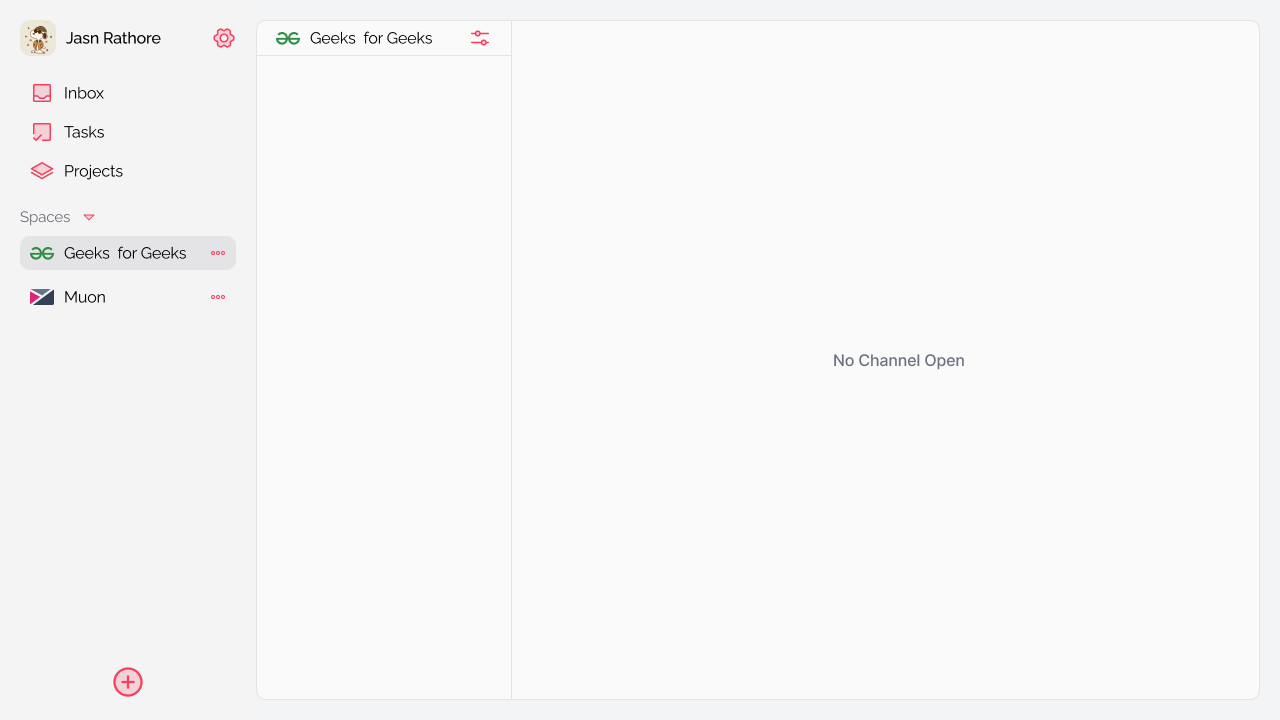 Jasn Rathore
Inbox
Tasks
Projects
Spaces
Geeks for Geeks
Muon
Geeks for Geeks
No Channel Open